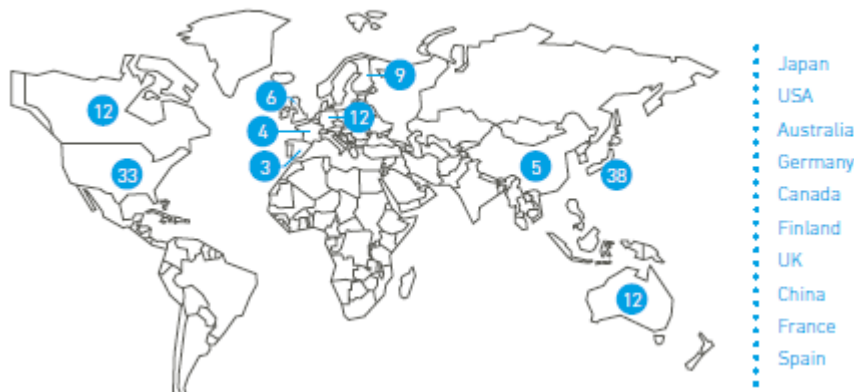 9
6
12
12
4
3
5
33
38
12
Japan
USA
Australia
Germany
Canada
Finland
UK
China
France
Spain